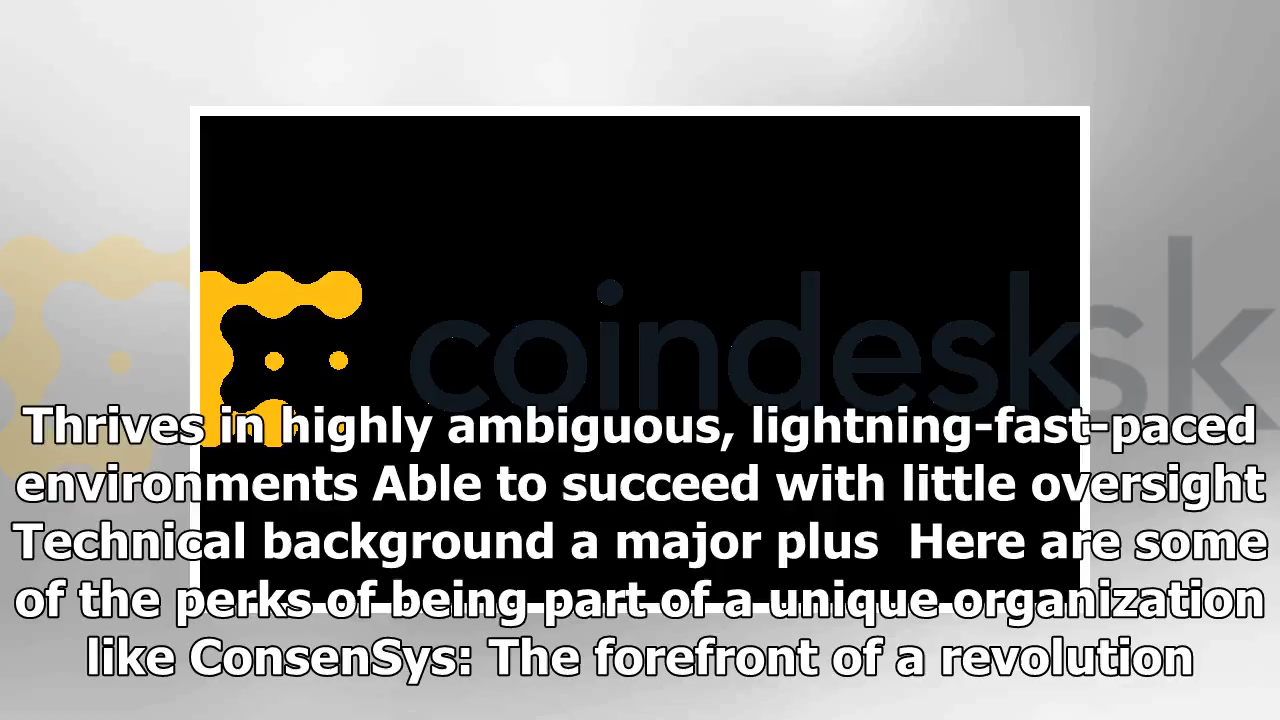 coindesk
sk
Thrives in highly ambiguous, lightning-fast-paced
environments Able to succeed with little oversight
Technical background a major plus  Here are some
of the perks of being part of a unique organization
like ConsenSys: The forefront of a revolution